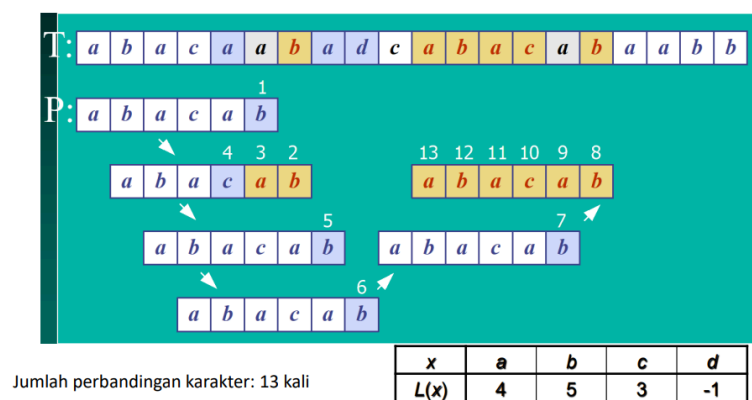 T: a b a c a a b a d c a b a c a b a a b b
1
P: a b a c a b
4 3 2 13 12 11 10 9 8
a b a c a b a b a c a b
5 7
a b a c a b a b a c a b
6
a b a c a b
x a b c d
Jumlah perbandingan karakter: 13 kali L(x) 4 5 3 -1